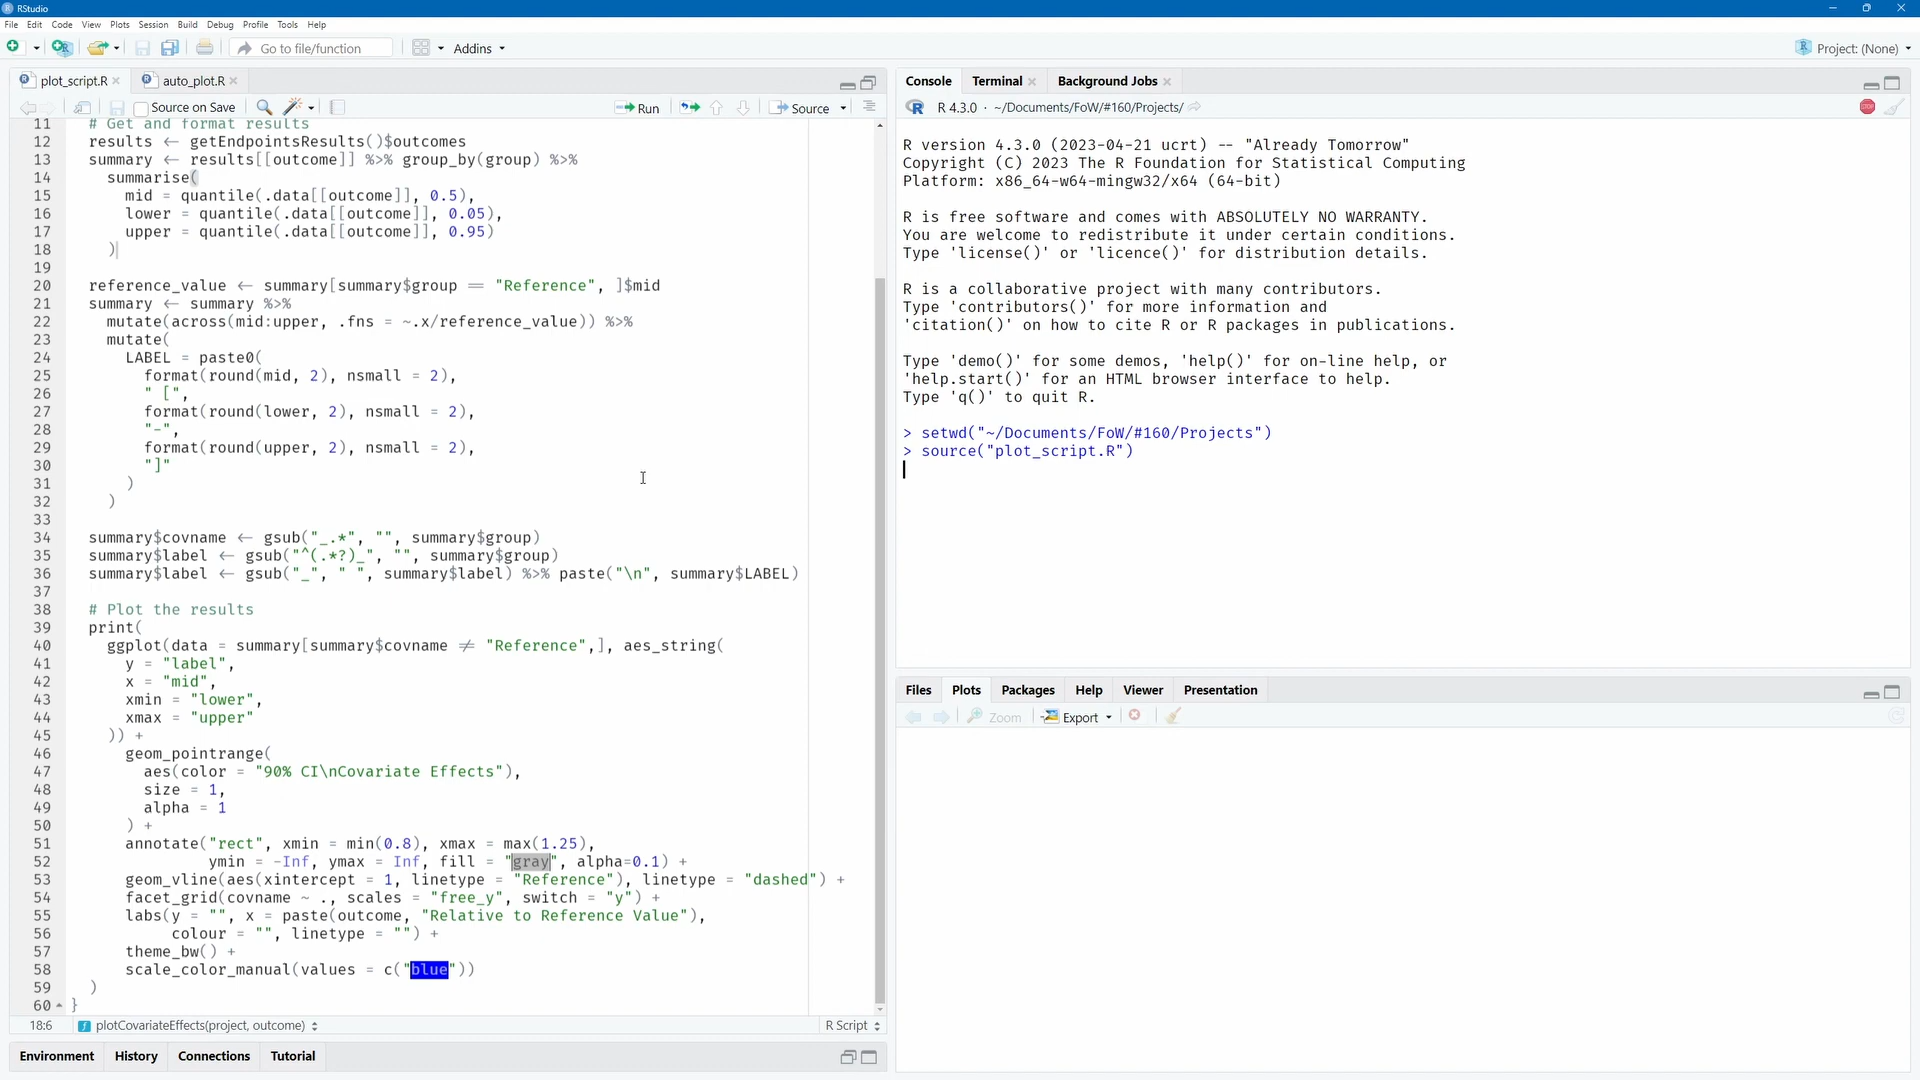 RStudio
File Edit Code View Plots Session Build Debug Profile Tools Help
Go to file/function Addins Project: (None)
plot_script.R auto_plot.R
Source on Save Run Source
11 # Get and format results
12 results ← getEndpointsResults()$outcomes
13 summary ← results[[outcome]] %>% group_by(group) %>%
14 summarise(
15 mid = quantile(.data[[outcome]], 0.5),
16 lower = quantile(.data[[outcome]], 0.05),
17 upper = quantile(.data[[outcome]], 0.95)
18 )
19
20 reference_value ← summary[summary$group == "Reference", ]$mid
21 summary ← summary %>%
22 mutate(across(mid:upper, .fns = ~.x/reference_value)) %>%
23 mutate(
24 LABEL = paste0(
25 format(round(mid, 2), nsmall = 2),
26 " [",
27 format(round(lower, 2), nsmall = 2),
28 "-",
29 format(round(upper, 2), nsmall = 2),
30 "]"
31 )
32 )
33
34 summary$covname ← gsub("_.*", "", summary$group)
35 summary$label ← gsub("^(.*?)_", "", summary$group)
36 summary$label ← gsub("_", " ", summary$label) %>% paste("\n", summary$LABEL)
37
38 # Plot the results
39 print(
40 ggplot(data = summary[summary$covname ≠ "Reference",], aes_string(
41 y = "label",
42 x = "mid",
43 xmin = "lower",
44 xmax = "upper"
45 )) +
46 geom_pointrange(
47 aes(color = "90% CI\nCovariate Effects"),
48 size = 1,
49 alpha = 1
50 ) +
51 annotate("rect", xmin = min(0.8), xmax = max(1.25),
52 ymin = -Inf, ymax = Inf, fill = "gray", alpha=0.1) +
53 geom_vline(aes(xintercept = 1, linetype = "Reference"), linetype = "dashed") +
54 facet_grid(covname ~ ., scales = "free_y", switch = "y") +
55 labs(y = "", x = paste(outcome, "Relative to Reference Value"),
56 colour = "", linetype = "") +
57 theme_bw() +
58 scale_color_manual(values = c("blue"))
59 )
60 }
18:6 plotCovariateEffects(project, outcome) R Script
Environment History Connections Tutorial
Console Terminal Background Jobs
R 4.3.0 · ~/Documents/FoW/#160/Projects/
STOP
R version 4.3.0 (2023-04-21 ucrt) -- "Already Tomorrow"
Copyright (C) 2023 The R Foundation for Statistical Computing
Platform: x86_64-w64-mingw32/x64 (64-bit)
R is free software and comes with ABSOLUTELY NO WARRANTY.
You are welcome to redistribute it under certain conditions.
Type 'license()' or 'licence()' for distribution details.
R is a collaborative project with many contributors.
Type 'contributors()' for more information and
'citation()' on how to cite R or R packages in publications.
Type 'demo()' for some demos, 'help()' for on-line help, or
'help.start()' for an HTML browser interface to help.
Type 'q()' to quit R.
> setwd("~/Documents/FoW/#160/Projects")
> source("plot_script.R")
Files Plots Packages Help Viewer Presentation
Zoom Export